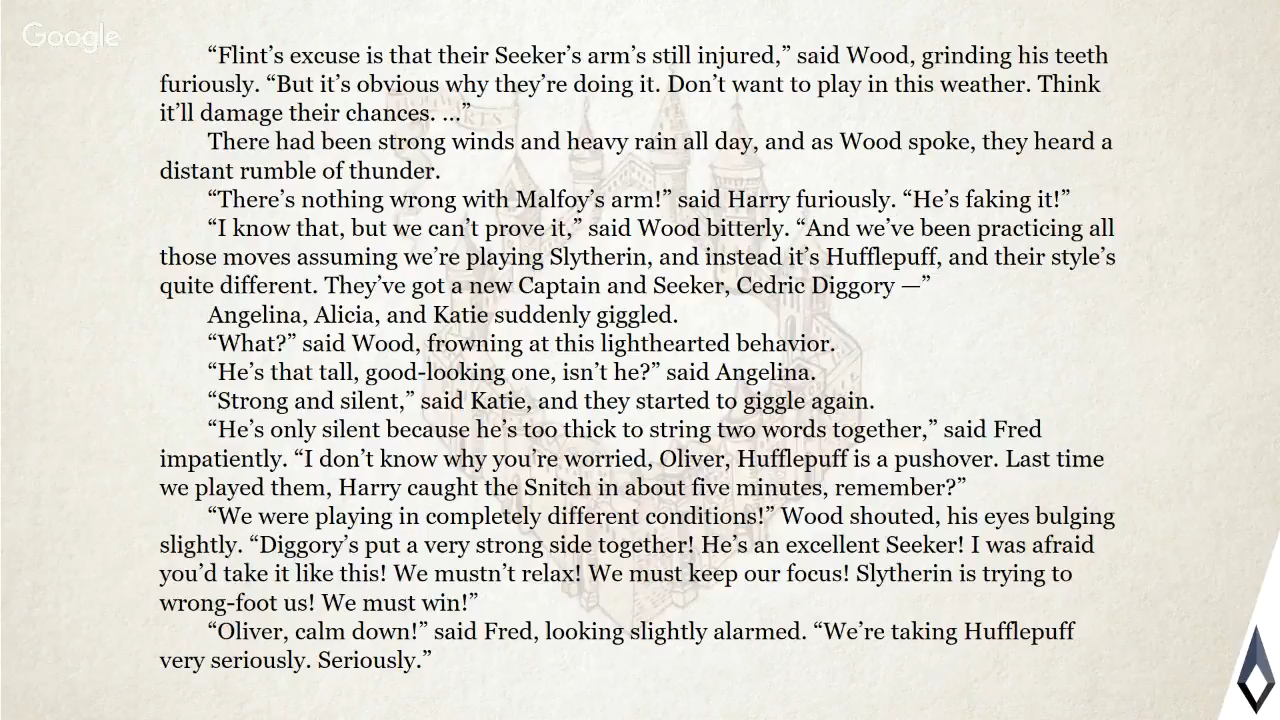 Google
“Flint’s excuse is that their Seeker’s arm’s still injured,” said Wood, grinding his teeth
furiously. “But it’s obvious why they’re doing it. Don’t want to play in this weather. Think
it’ll damage their chances. ...”
There had been strong winds and heavy rain all day, and as Wood spoke, they heard a
distant rumble of thunder.
“There’s nothing wrong with Malfoy’s arm!” said Harry furiously. “He’s faking it!”
“I know that, but we can’t prove it,” said Wood bitterly. “And we’ve been practicing all
those moves assuming we’re playing Slytherin, and instead it’s Hufflepuff, and their style’s
quite different. They’ve got a new Captain and Seeker, Cedric Diggory —”
Angelina, Alicia, and Katie suddenly giggled.
“What?” said Wood, frowning at this lighthearted behavior.
“He’s that tall, good-looking one, isn’t he?” said Angelina.
“Strong and silent,” said Katie, and they started to giggle again.
“He’s only silent because he’s too thick to string two words together,” said Fred
impatiently. “I don’t know why you’re worried, Oliver, Hufflepuff is a pushover. Last time
we played them, Harry caught the Snitch in about five minutes, remember?”
“We were playing in completely different conditions!” Wood shouted, his eyes bulging
slightly. “Diggory’s put a very strong side together! He’s an excellent Seeker! I was afraid
you’d take it like this! We mustn’t relax! We must keep our focus! Slytherin is trying to
wrong-foot us! We must win!”
“Oliver, calm down!” said Fred, looking slightly alarmed. “We’re taking Hufflepuff
very seriously. Seriously.”